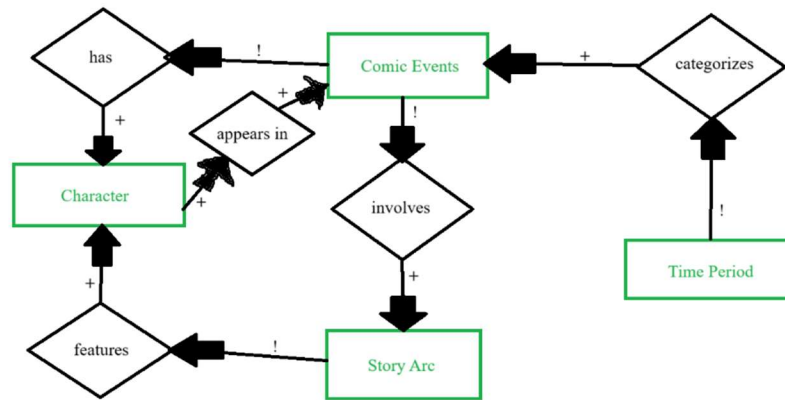 has
!
Comic Events
+
categorizes
+
+
!
appears in
Character
+
involves
!
Time Period
+
+
features
!
Story Arc